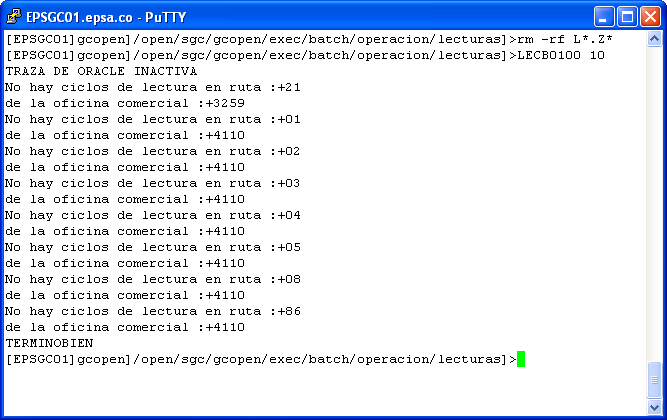 EPSGC01.epsa.co - PuTTY
[EPSGC01]gcopen]/open/sgc/gcopen/exec/batch/operacion/lecturas]>rm -rf L*.Z*
[EPSGC01]gcopen]/open/sgc/gcopen/exec/batch/operacion/lecturas]>LECB0100 10
TRAZA DE ORACLE INACTIVA
No hay ciclos de lectura en ruta :+21
de la oficina comercial :+3259
No hay ciclos de lectura en ruta :+01
de la oficina comercial :+4110
No hay ciclos de lectura en ruta :+02
de la oficina comercial :+4110
No hay ciclos de lectura en ruta :+03
de la oficina comercial :+4110
No hay ciclos de lectura en ruta :+04
de la oficina comercial :+4110
No hay ciclos de lectura en ruta :+05
de la oficina comercial :+4110
No hay ciclos de lectura en ruta :+08
de la oficina comercial :+4110
No hay ciclos de lectura en ruta :+86
de la oficina comercial :+4110
TERMINOBIEN
[EPSGC01]gcopen]/open/sgc/gcopen/exec/batch/operacion/lecturas]>